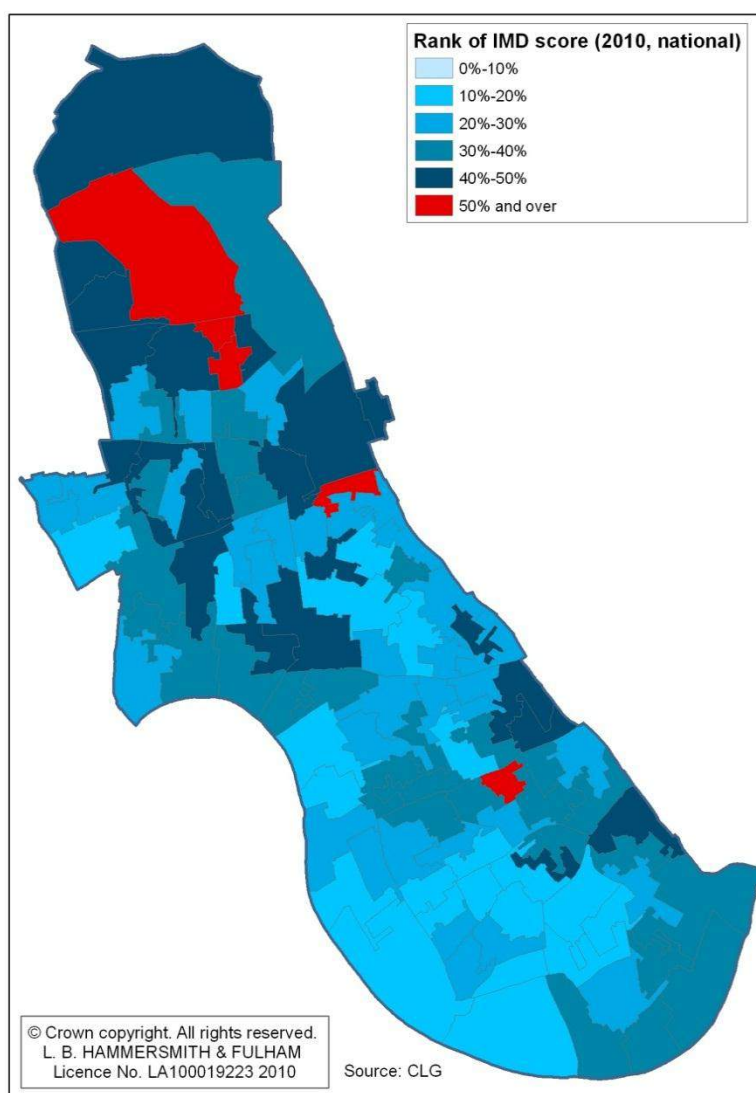 Rank of IMD score (2010, national)
0%-10%
10%-20%
20%-30%
30%-40%
40%-50%
50% and over
© Crown copyright. All rights reserved.
L. B. HAMMERSMITH & FULHAM
Licence No. LA100019223 2010
Source: CLG